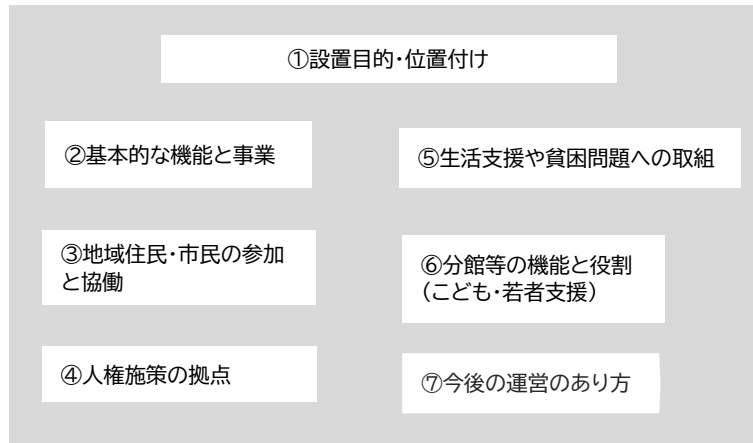 ①設置目的・位置付け
②基本的な機能と事業
③地域住民・市民の参加
と協働
④人権施策の拠点
⑤生活支援や貧困問題への取組
⑥分館等の機能と役割
（こども・若者支援）
⑦今後の運営のあり方